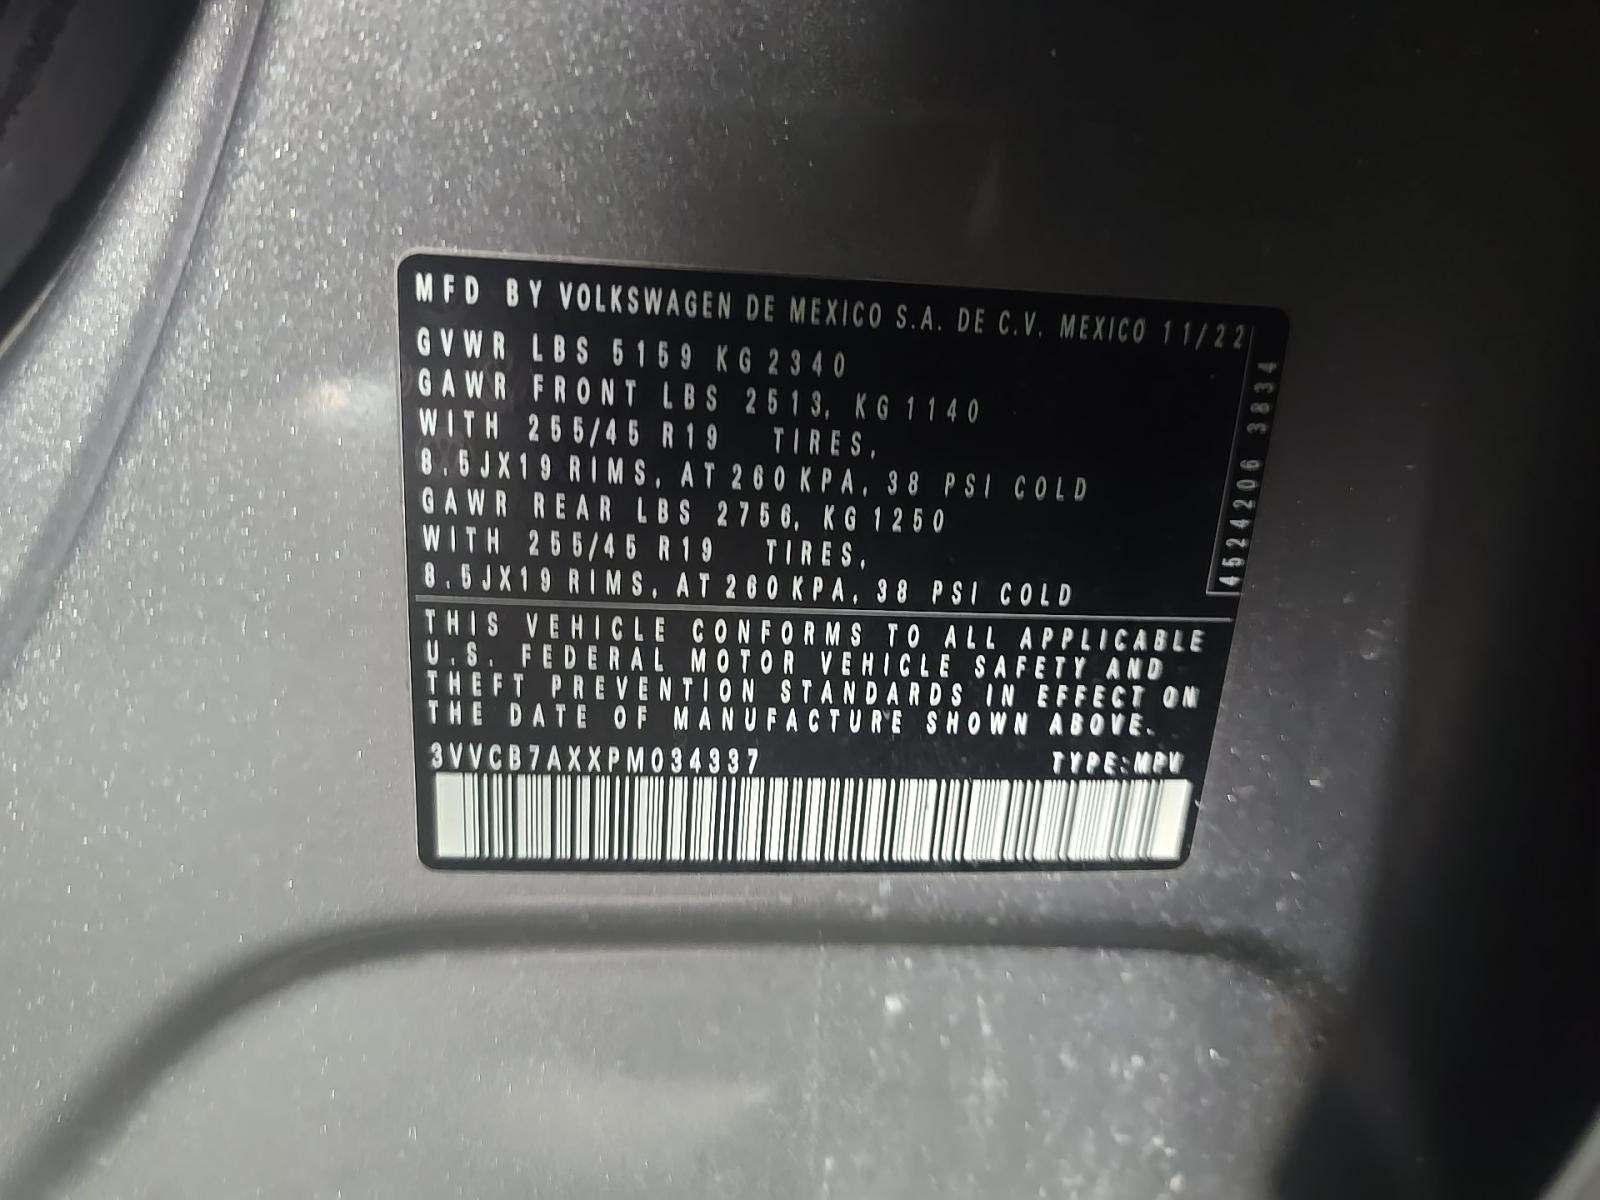 MFD BY VOLKSWAGEN DE MEXICO S.A. DE C.V. MEXICO 11/22
GVWR LBS 5159 KG 2340
GAWR FRONT LBS 2513, KG 1140
WITH 255/45 R19 TIRES,
8.5JX19 RIMS, AT 260 KPA, 38 PSI COLD
GAWR REAR LBS 2756, KG 1250
WITH 255/45 R19 TIRES,
8.5JX19 RIMS, AT 260 KPA, 38 PSI COLD
4524206 3834
THIS VEHICLE CONFORMS TO ALL APPLICABLE
U.S. FEDERAL MOTOR VEHICLE SAFETY AND
THEFT PREVENTION STANDARDS IN EFFECT ON
THE DATE OF MANUFACTURE SHOWN ABOVE.
3VVCB7AXXPM034337 TYPE:MPV